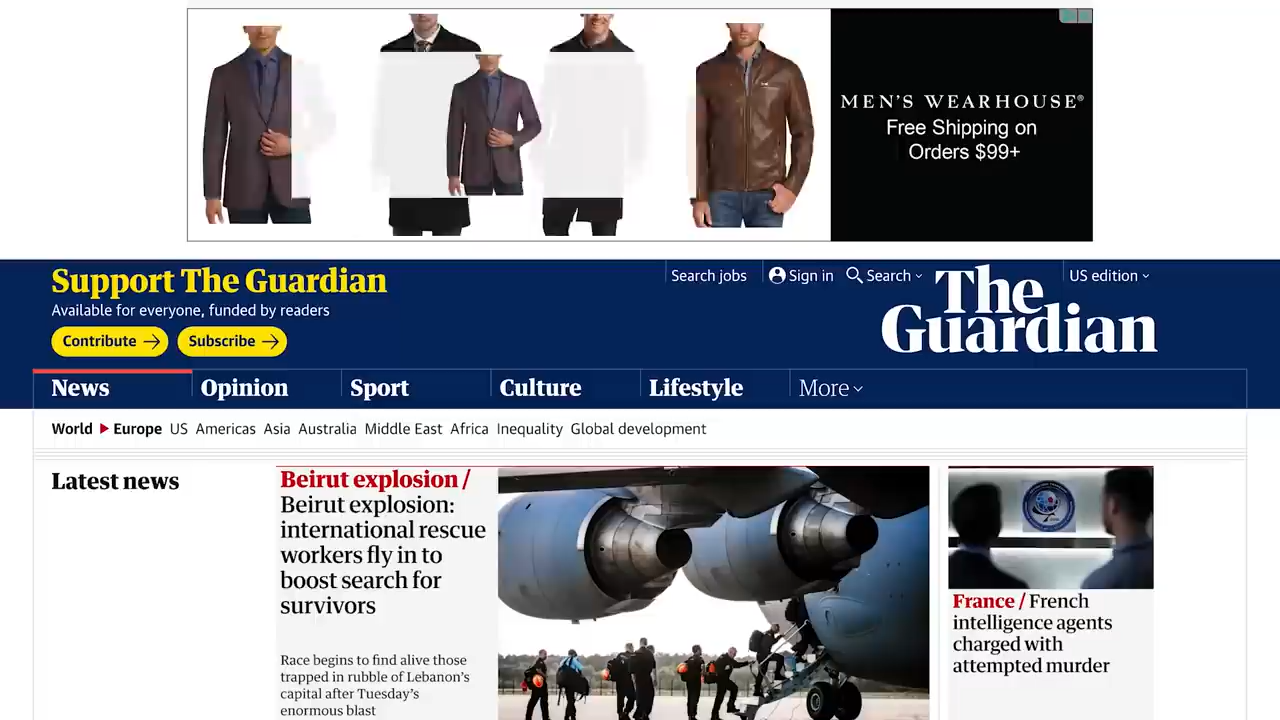 MEN'S WEARHOUSE®
Free Shipping on
Orders $99+
Support The Guardian
Available for everyone, funded by readers
Contribute
Subscribe
Search jobs
Sign in
Search
US edition
The
Guardian
News
Opinion
Sport
Culture
Lifestyle
More
World
Europe
US
Americas
Asia
Australia
Middle East
Africa
Inequality
Global development
Latest news
Beirut explosion /
Beirut explosion:
international rescue
workers fly in to
boost search for
survivors
Race begins to find alive those
trapped in rubble of Lebanon's
capital after Tuesday's
enormous blast
France / French
intelligence agents
charged with
attempted murder